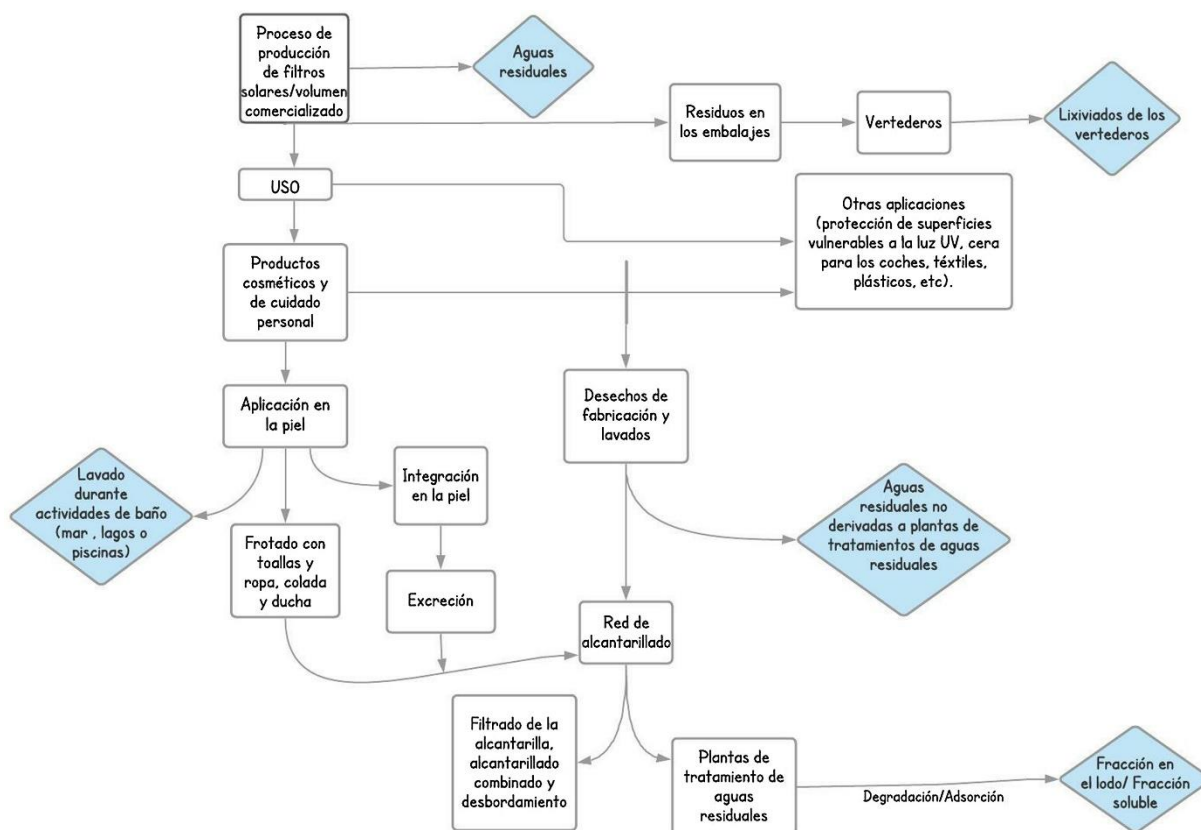 Proceso de
producción
de filtros
solares/volumen
comercializado
Aguas
residuales
Residuos en
los embalajes
Vertederos
Lixiviados de los
vertederos
USO
Otras aplicaciones
(protección de superficies
vulnerables a la luz UV, cera
para los coches, téxtiles,
plásticos, etc).
Productos
cosméticos y
de cuidado
personal
Aplicación en
la piel
Desechos de
fabricación y
lavados
Lavado
durante
actividades de baño
(mar , lagos o
piscinas)
Integración
en la piel
Frotado con
toallas y
ropa, colada
y ducha
Excreción
Aguas
residuales no
derivadas a plantas de
tratamientos de aguas
residuales
Red de
alcantarillado
Filtrado de la
alcantarilla,
alcantarillado
combinado y
desbordamiento
Plantas de
tratamiento de
aguas
residuales
Degradación/Adsorción
Fracción en
el lodo/ Fracción
soluble